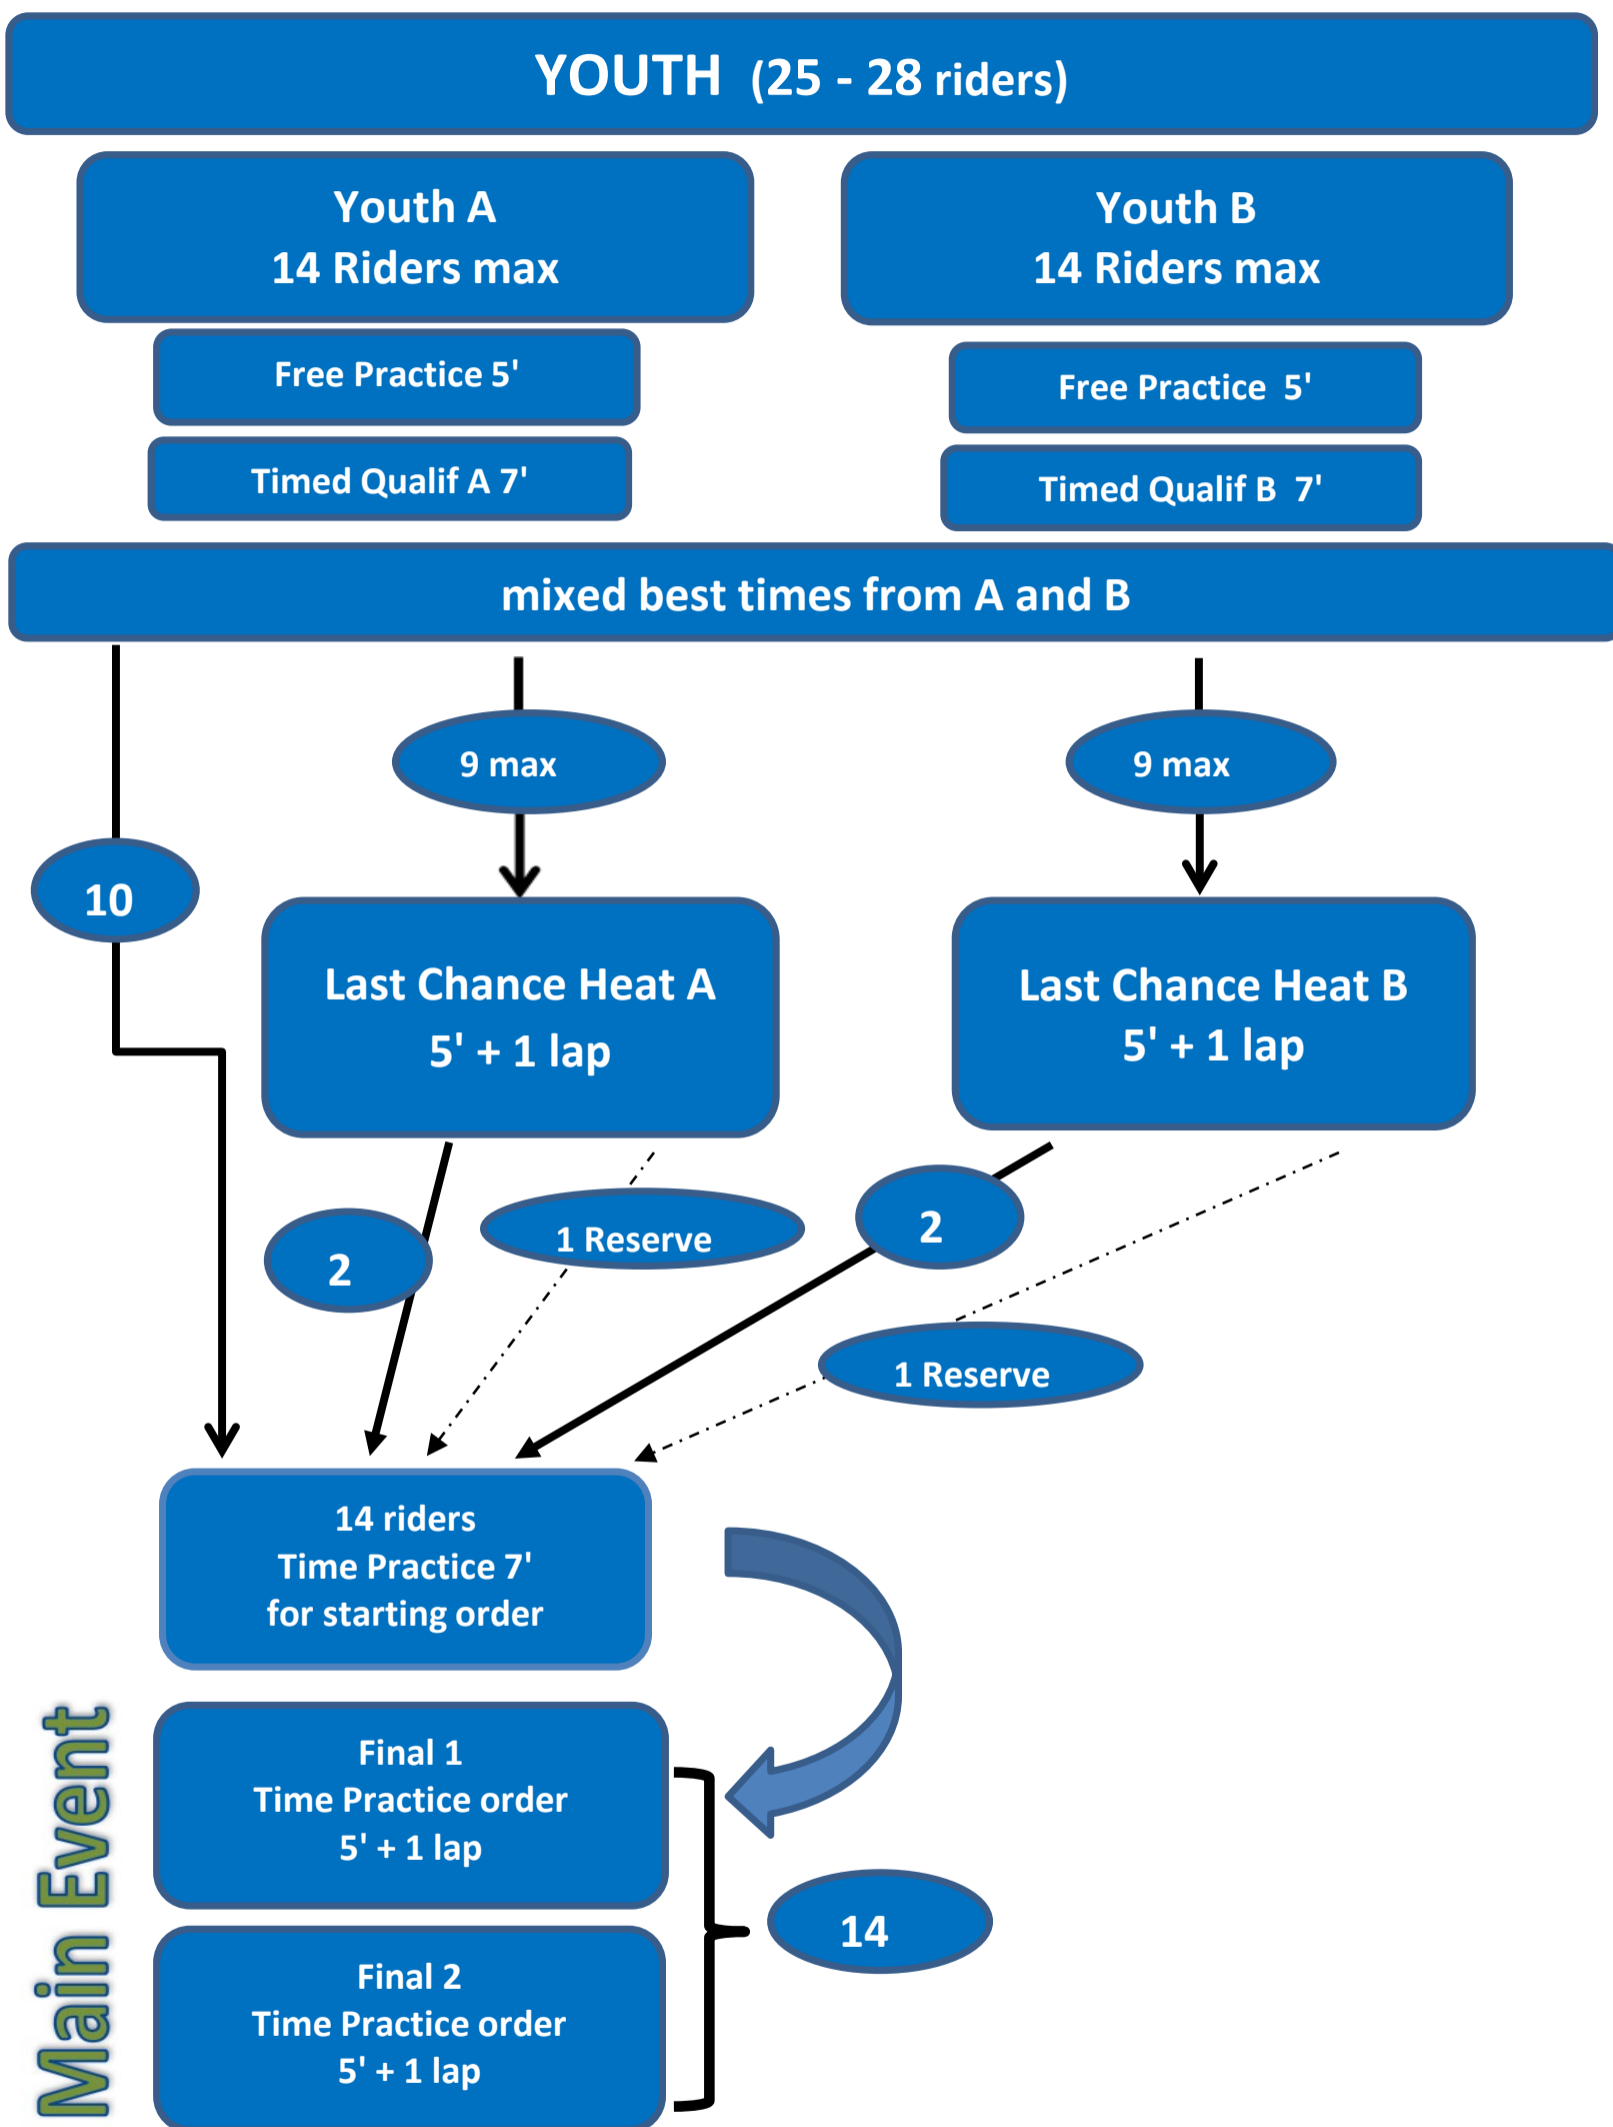 YOUTH (25 - 28 riders)
Youth A
14 Riders max
Youth B
14 Riders max
Free Practice 5'
Free Practice 5'
Timed Qualif A 7'
Timed Qualif B 7'
mixed best times from A and B
9 max
9 max
10
Last Chance Heat A
5' + 1 lap
Last Chance Heat B
5' + 1 lap
2
1 Reserve
2
1 Reserve
14 riders
Time Practice 7'
for starting order
Main Event
Final 1
Time Practice order
5' + 1 lap
14
Final 2
Time Practice order
5' + 1 lap